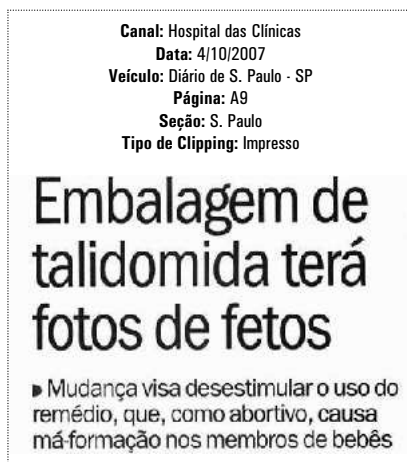 Canal: Hospital das Clínicas
Data: 4/10/2007
Veículo: Diário de S. Paulo - SP
Página: A9
Seção: S. Paulo
Tipo de Clipping: Impresso
Embalagem de
talidomida terá
fotos de fetos
▸ Mudança visa desestimular o uso do
remédio, que, como abortivo, causa
má-formação nos membros de bebês